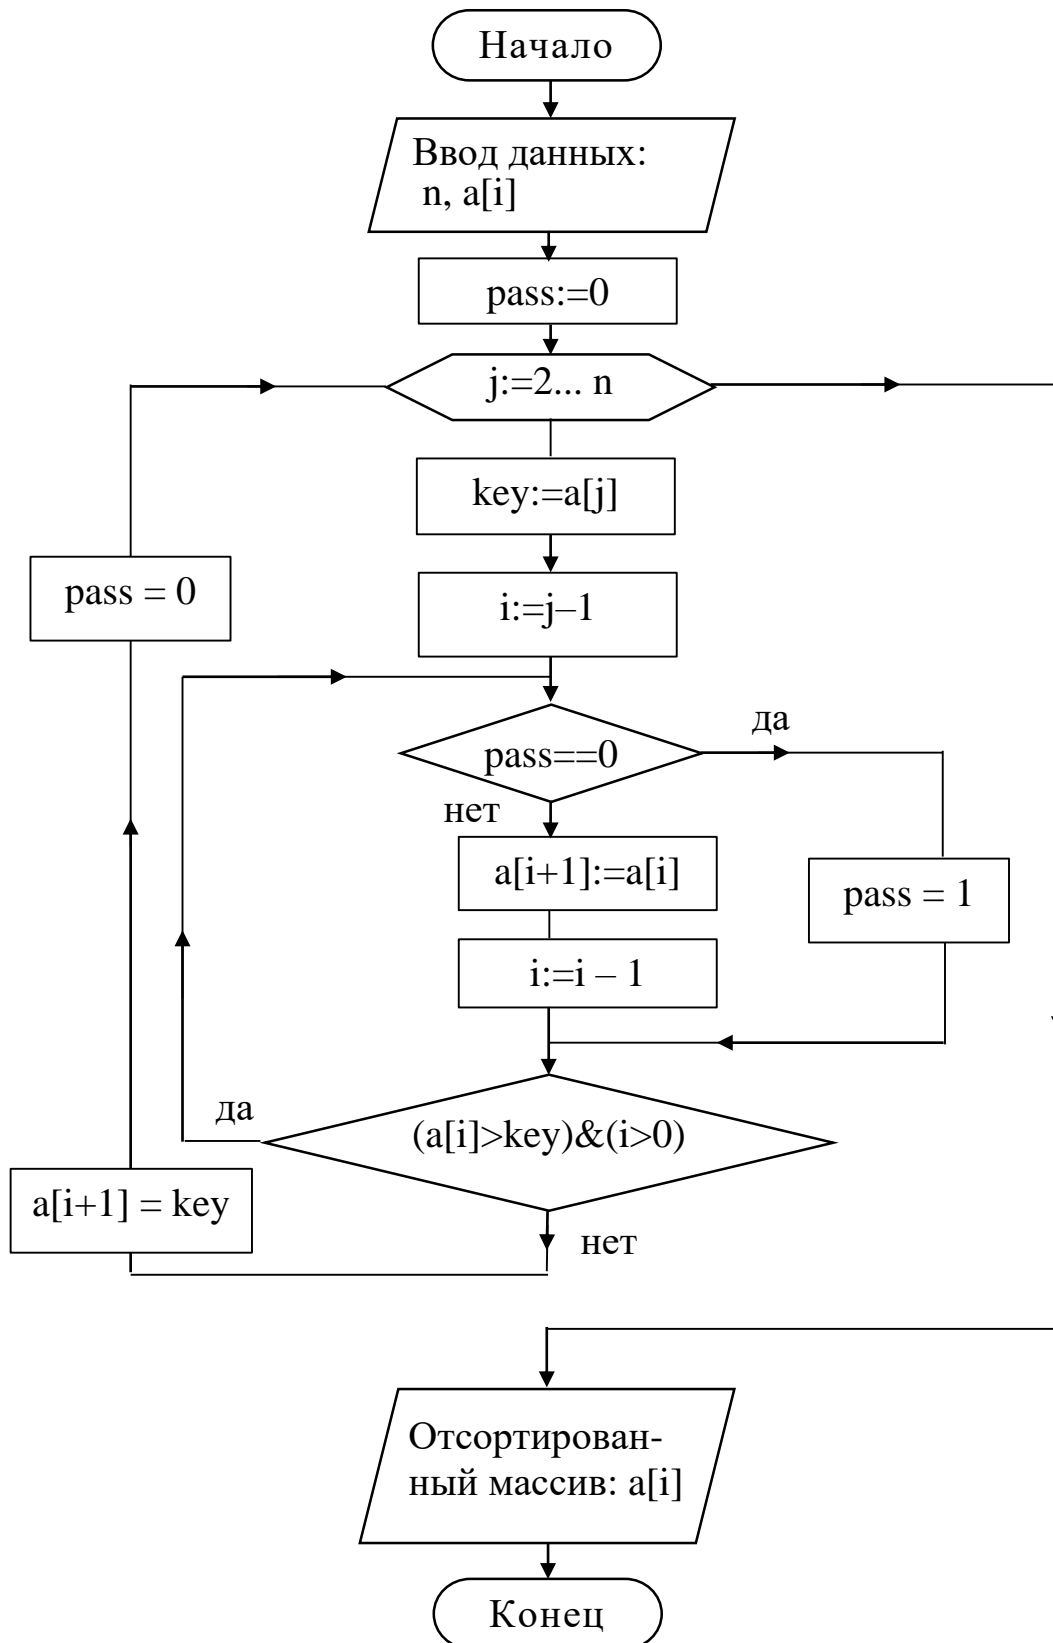 Начало
Ввод данных:
n, a[i]
pass:=0
j:=2... n
key:=a[j]
pass = 0
i:=j–1
да
pass==0
нет
a[i+1]:=a[i]
pass = 1
i:=i – 1
да
(a[i]>key)&(i>0)
a[i+1] = key
нет
Отсортирован-
ный массив: a[i]
Конец